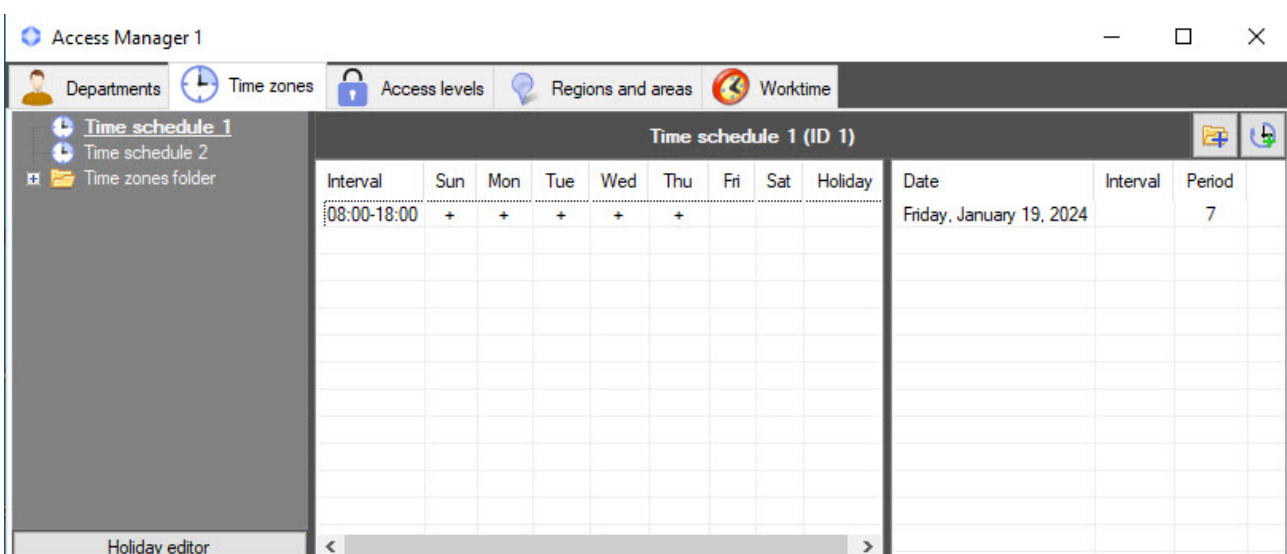 Access Manager 1
Departments Time zones Access levels Regions and areas Worktime
Time schedule 1
Time schedule 2
Time zones folder
Time schedule 1 (ID 1)
Interval Sun Mon Tue Wed Thu Fri Sat Holiday Date Interval Period
08:00-18:00 + + + + + Friday, January 19, 2024 7
Holiday editor